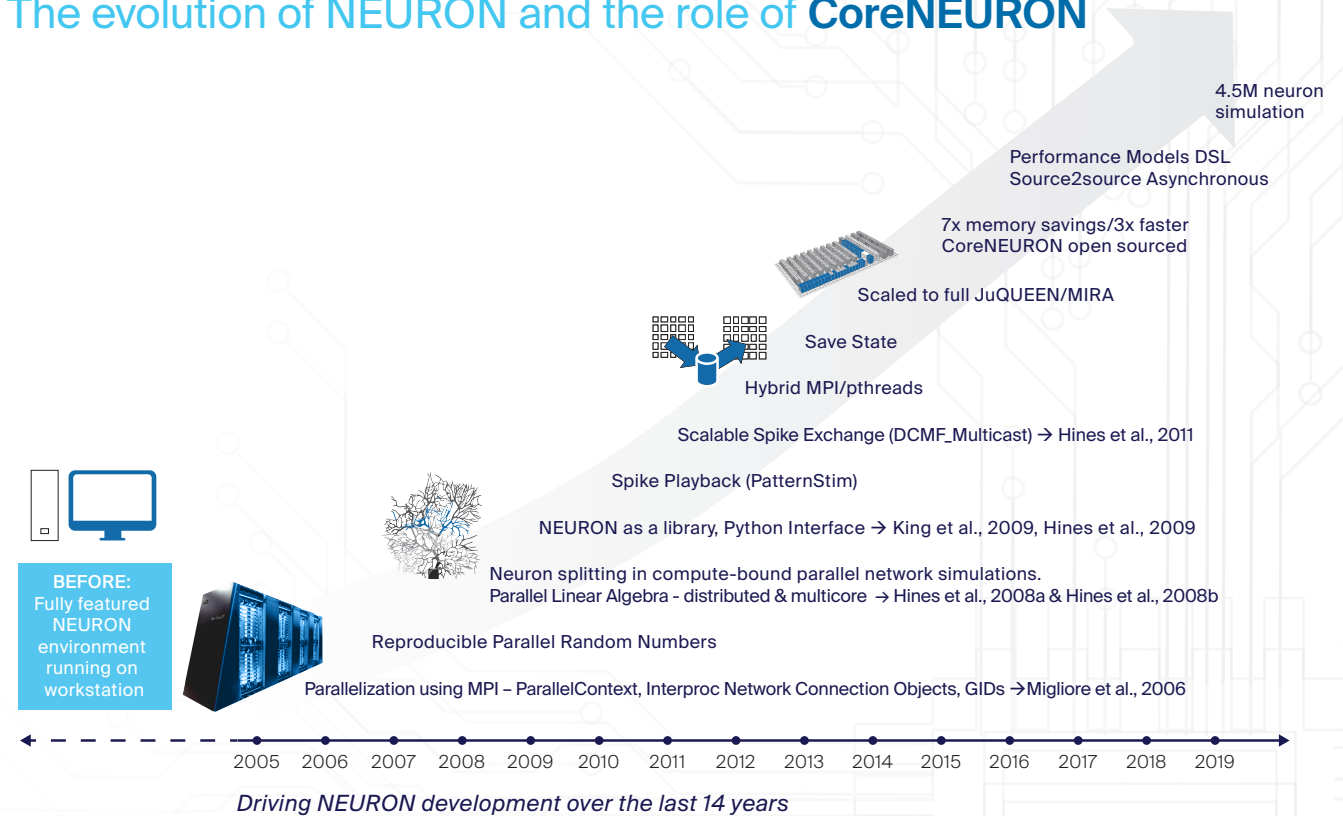 The evolution of NEURON and the role of CoreNEURON
4.5M neuron
simulation
Performance Models DSL
Source2source Asynchronous
7x memory savings/3x faster
CoreNEURON open sourced
Scaled to full JuQUEEN/MIRA
Save State
Hybrid MPI/pthreads
Scalable Spike Exchange (DCMF_Multicast) → Hines et al., 2011
Spike Playback (PatternStim)
NEURON as a library, Python Interface → King et al., 2009, Hines et al., 2009
Neuron splitting in compute-bound parallel network simulations.
Parallel Linear Algebra - distributed & multicore → Hines et al., 2008a & Hines et al., 2008b
Reproducible Parallel Random Numbers
Parallelization using MPI – ParallelContext, Interproc Network Connection Objects, GIDs →Migliore et al., 2006
BEFORE:
Fully featured
NEURON
environment
running on
workstation
2005 2006 2007 2008 2009 2010 2011 2012 2013 2014 2015 2016 2017 2018 2019
Driving NEURON development over the last 14 years